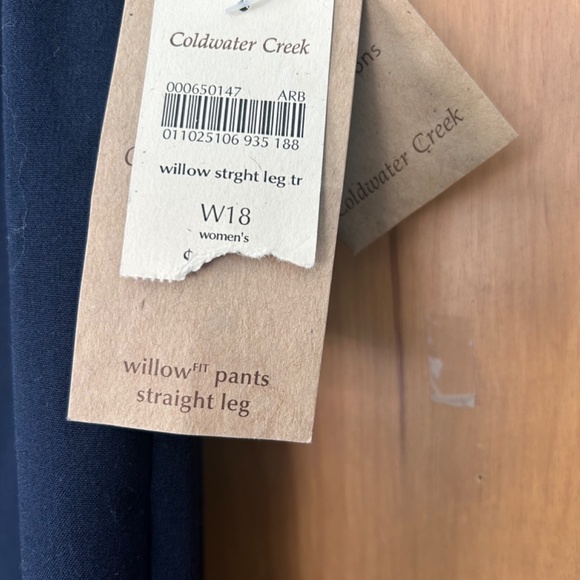 Coldwater Creek
000650147 ARB
011025106 935 188
willow strght leg tr
W18
women's
willowFIT pants
straight leg
Coldwater Creek